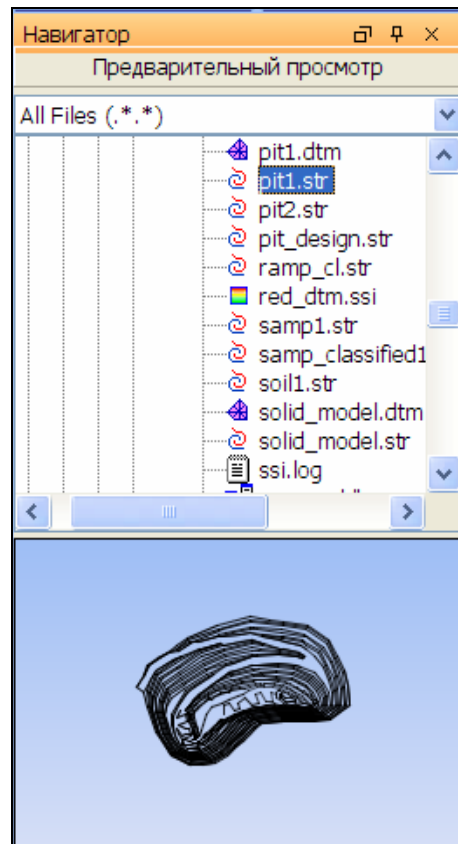 Навигатор
Предварительный просмотр
All Files (.*.*)
pit1.dtm
pit1.str
pit2.str
pit_design.str
ramp_cl.str
red_dtm.ssi
samp1.str
samp_classified1
soil1.str
solid_model.dtm
solid_model.str
ssi.log